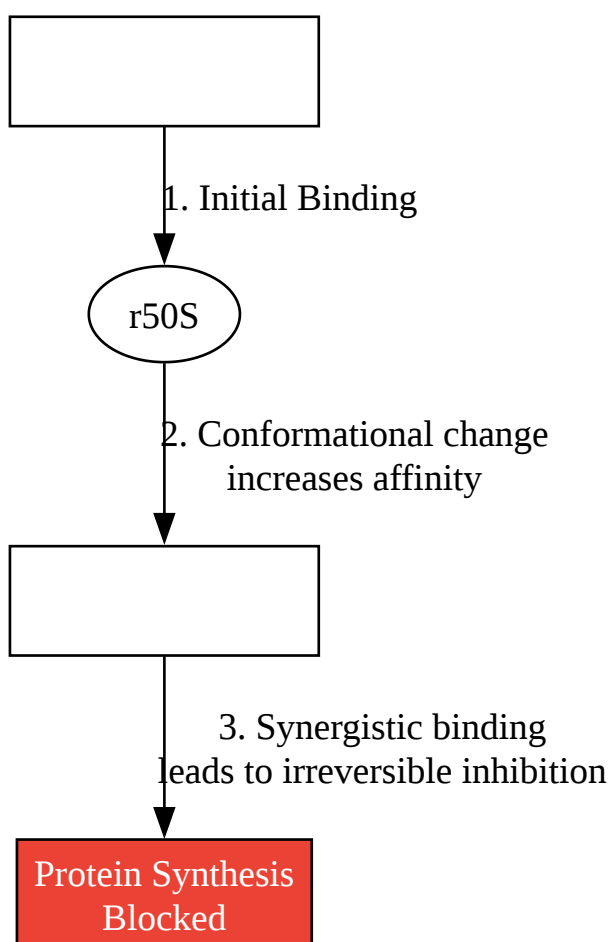 1. Initial Binding
r50S
2. Conformational change
increases affinity
3. Synergistic binding
leads to irreversible inhibition
Protein Synthesis
Blocked